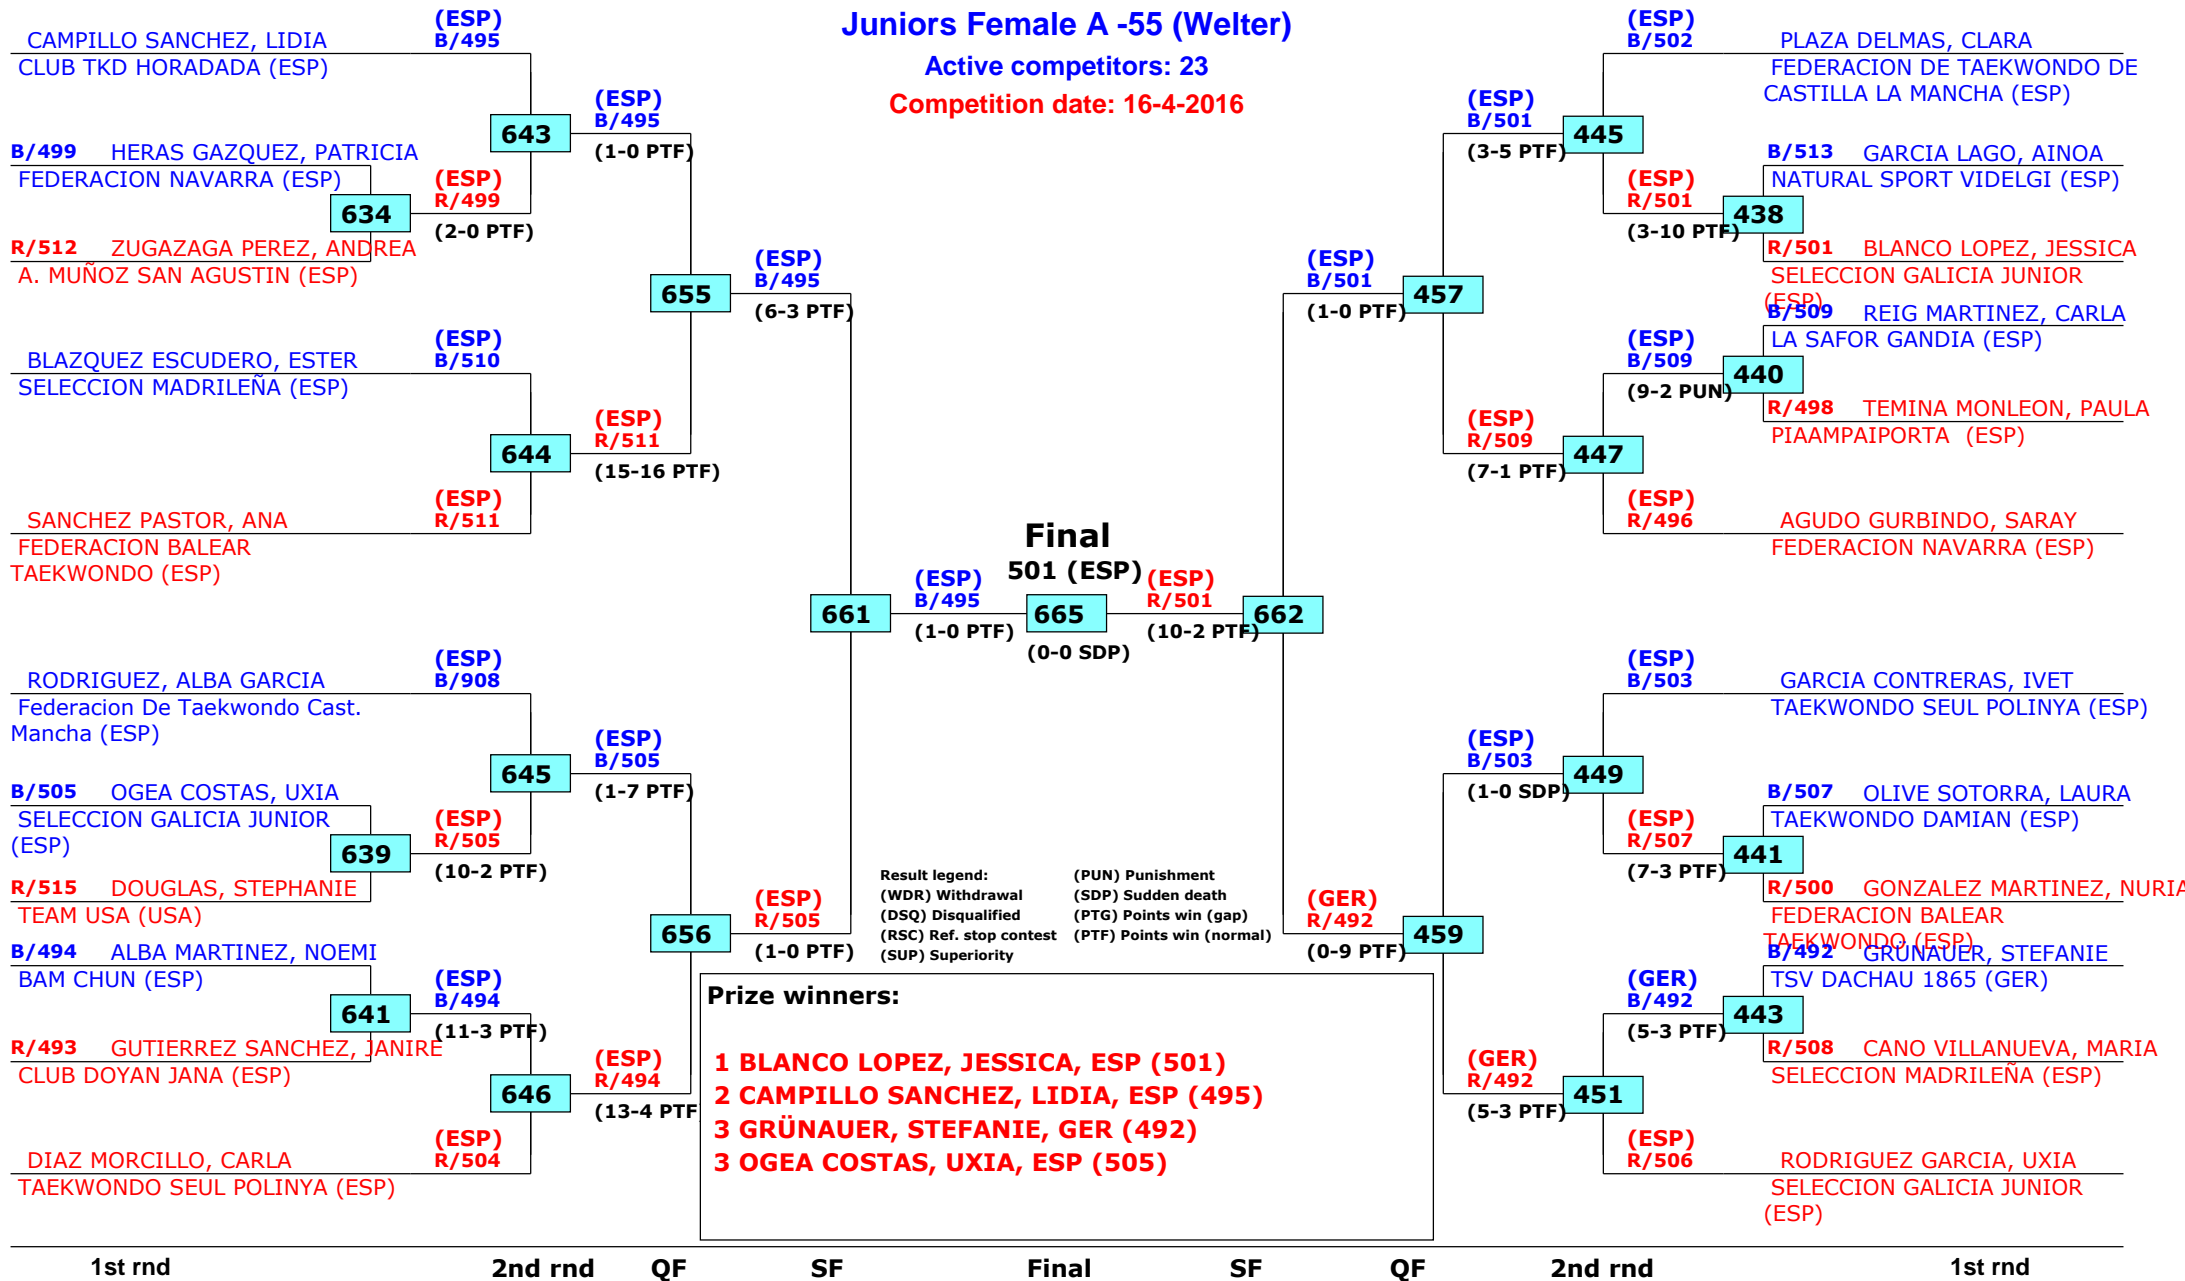 Juniors Female A -55 (Welter)
Active competitors: 23
Competition date: 16-4-2016
CAMPILLO SANCHEZ, LIDIA
CLUB TKD HORADADA (ESP)
(ESP)
B/495
B/499 HERAS GAZQUEZ, PATRICIA
FEDERACION NAVARRA (ESP)
634
R/512 ZUGAZAGA PEREZ, ANDREA
A. MUÑOZ SAN AGUSTIN (ESP)
(ESP)
R/499
(2-0 PTF)
643
(ESP)
B/495
(1-0 PTF)
BLAZQUEZ ESCUDERO, ESTER
SELECCION MADRILEÑA (ESP)
(ESP)
B/510
644
SANCHEZ PASTOR, ANA
FEDERACION BALEAR
TAEKWONDO (ESP)
(ESP)
R/511
(ESP)
R/511
(15-16 PTF)
655
(ESP)
B/495
(6-3 PTF)
RODRIGUEZ, ALBA GARCIA
Federacion De Taekwondo Cast.
Mancha (ESP)
(ESP)
B/908
645
B/505 OGEA COSTAS, UXIA
SELECCION GALICIA JUNIOR
(ESP)
639
R/515 DOUGLAS, STEPHANIE
TEAM USA (USA)
(ESP)
R/505
(10-2 PTF)
(ESP)
B/505
(1-7 PTF)
B/494 ALBA MARTINEZ, NOEMI
BAM CHUN (ESP)
641
R/493 GUTIERREZ SANCHEZ, JANIRE
CLUB DOYAN JANA (ESP)
(ESP)
B/494
(11-3 PTF)
646
DIAZ MORCILLO, CARLA
TAEKWONDO SEUL POLINYA (ESP)
(ESP)
R/504
(ESP)
R/494
(13-4 PTF
656
(ESP)
R/505
(1-0 PTF)
661
(ESP)
B/495
(1-0 PTF)
Final
501 (ESP)
665
(0-0 SDP)
(ESP)
R/501
(10-2 PTF)
662
(ESP)
B/501
(1-0 PTF)
457
(ESP)
B/501
(3-5 PTF)
445
(ESP)
B/502
PLAZA DELMAS, CLARA
FEDERACION DE TAEKWONDO DE
CASTILLA LA MANCHA (ESP)
(ESP)
R/501
(3-10 PTF)
438
B/513 GARCIA LAGO, AINOA
NATURAL SPORT VIDELGI (ESP)
R/501 BLANCO LOPEZ, JESSICA
SELECCION GALICIA JUNIOR
(ESP)
B/509 REIG MARTINEZ, CARLA
LA SAFOR GANDIA (ESP)
(ESP)
B/509
(9-2 PUN)
440
R/498 TEMINA MONLEON, PAULA
PIAAMPAIPORTA (ESP)
(ESP)
R/509
(7-1 PTF)
447
(ESP)
R/496
AGUDO GURBINDO, SARAY
FEDERACION NAVARRA (ESP)
(ESP)
B/503
GARCIA CONTRERAS, IVET
TAEKWONDO SEUL POLINYA (ESP)
(ESP)
B/503
(1-0 SDP)
449
B/507 OLIVE SOTORRA, LAURA
TAEKWONDO DAMIAN (ESP)
(ESP)
R/507
(7-3 PTF)
441
R/500 GONZALEZ MARTINEZ, NURIA
FEDERACION BALEAR
TAEKWONDO (ESP)
(GER)
R/492
(0-9 PTF)
459
B/492 GRÜNAUER, STEFANIE
TSV DACHAU 1865 (GER)
(GER)
B/492
(5-3 PTF)
443
R/508 CANO VILLANUEVA, MARIA
SELECCION MADRILEÑA (ESP)
(GER)
R/492
(5-3 PTF)
451
(ESP)
R/506
RODRIGUEZ GARCIA, UXIA
SELECCION GALICIA JUNIOR
(ESP)
Result legend: (PUN) Punishment
(WDR) Withdrawal (SDP) Sudden death
(DSQ) Disqualified (PTG) Points win (gap)
(RSC) Ref. stop contest (PTF) Points win (normal)
(SUP) Superiority
Prize winners:
1 BLANCO LOPEZ, JESSICA, ESP (501)
2 CAMPILLO SANCHEZ, LIDIA, ESP (495)
3 GRÜNAUER, STEFANIE, GER (492)
3 OGEA COSTAS, UXIA, ESP (505)
1st rnd 2nd rnd QF SF Final SF QF 2nd rnd 1st rnd